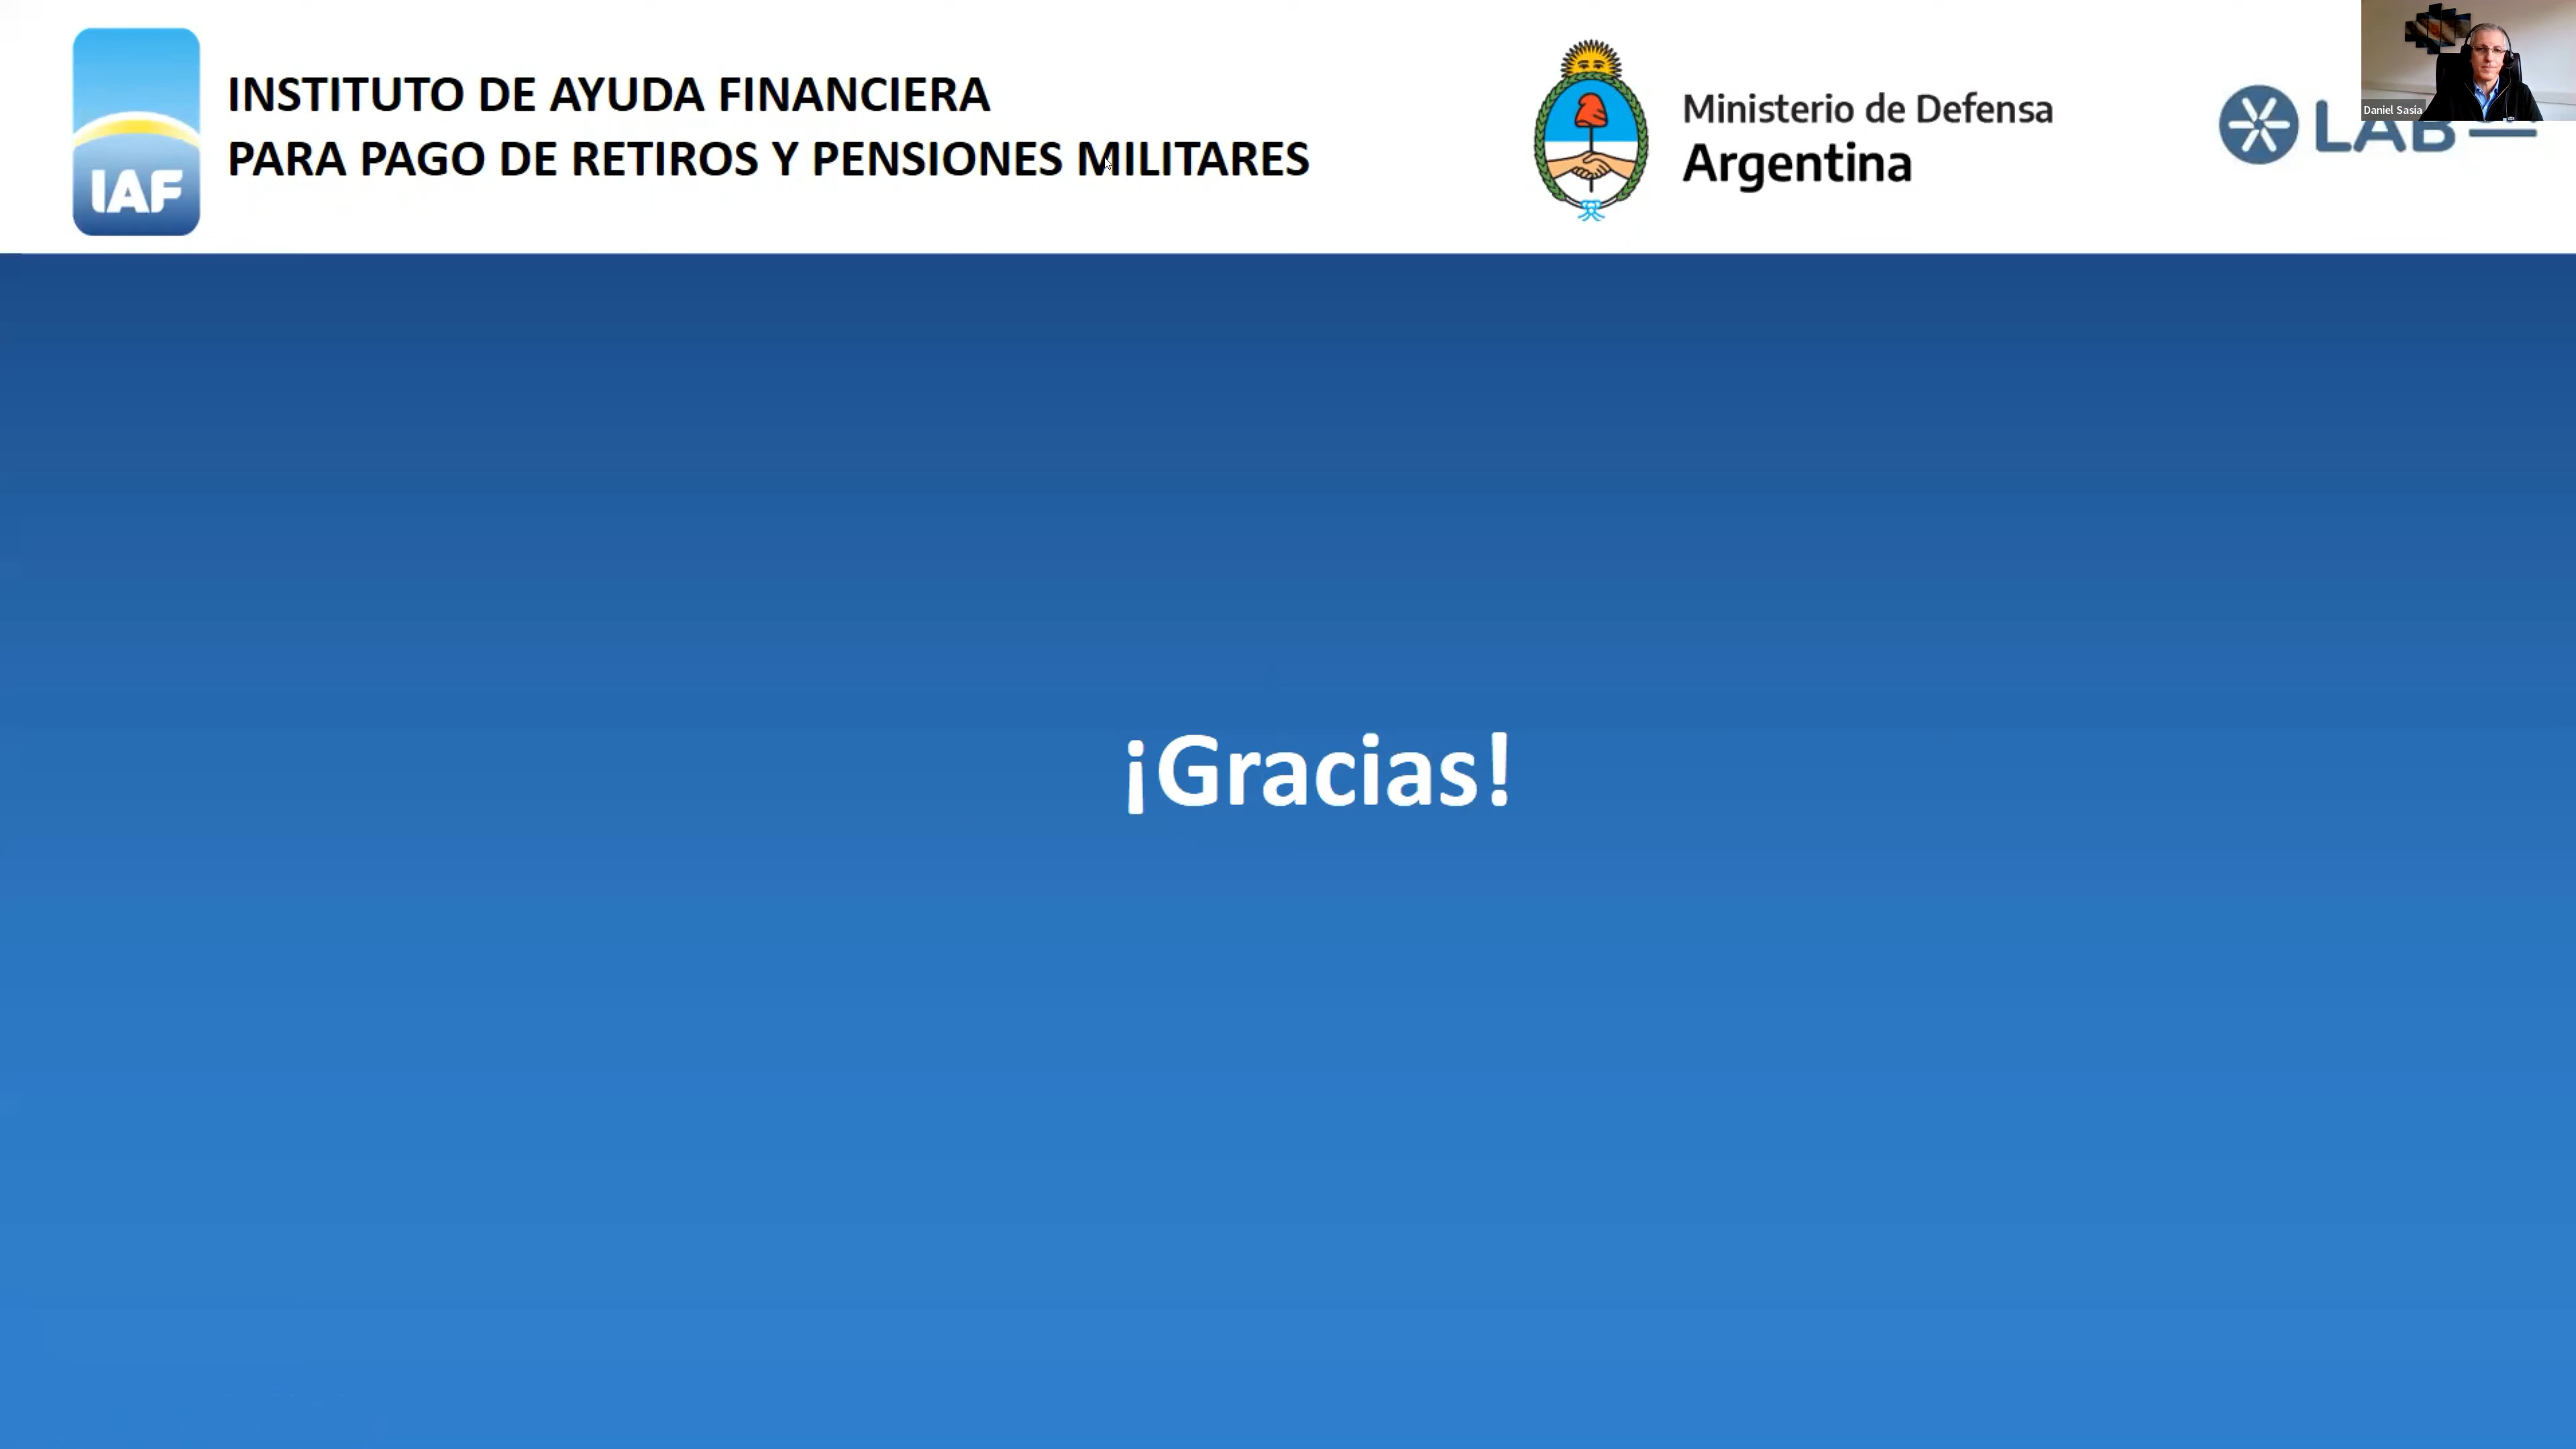 INSTITUTO DE AYUDA FINANCIERA
PARA PAGO DE RETIROS Y PENSIONES MILITARES
IAF
Ministerio de Defensa
Argentina
LAB
Daniel Sasia
¡Gracias!